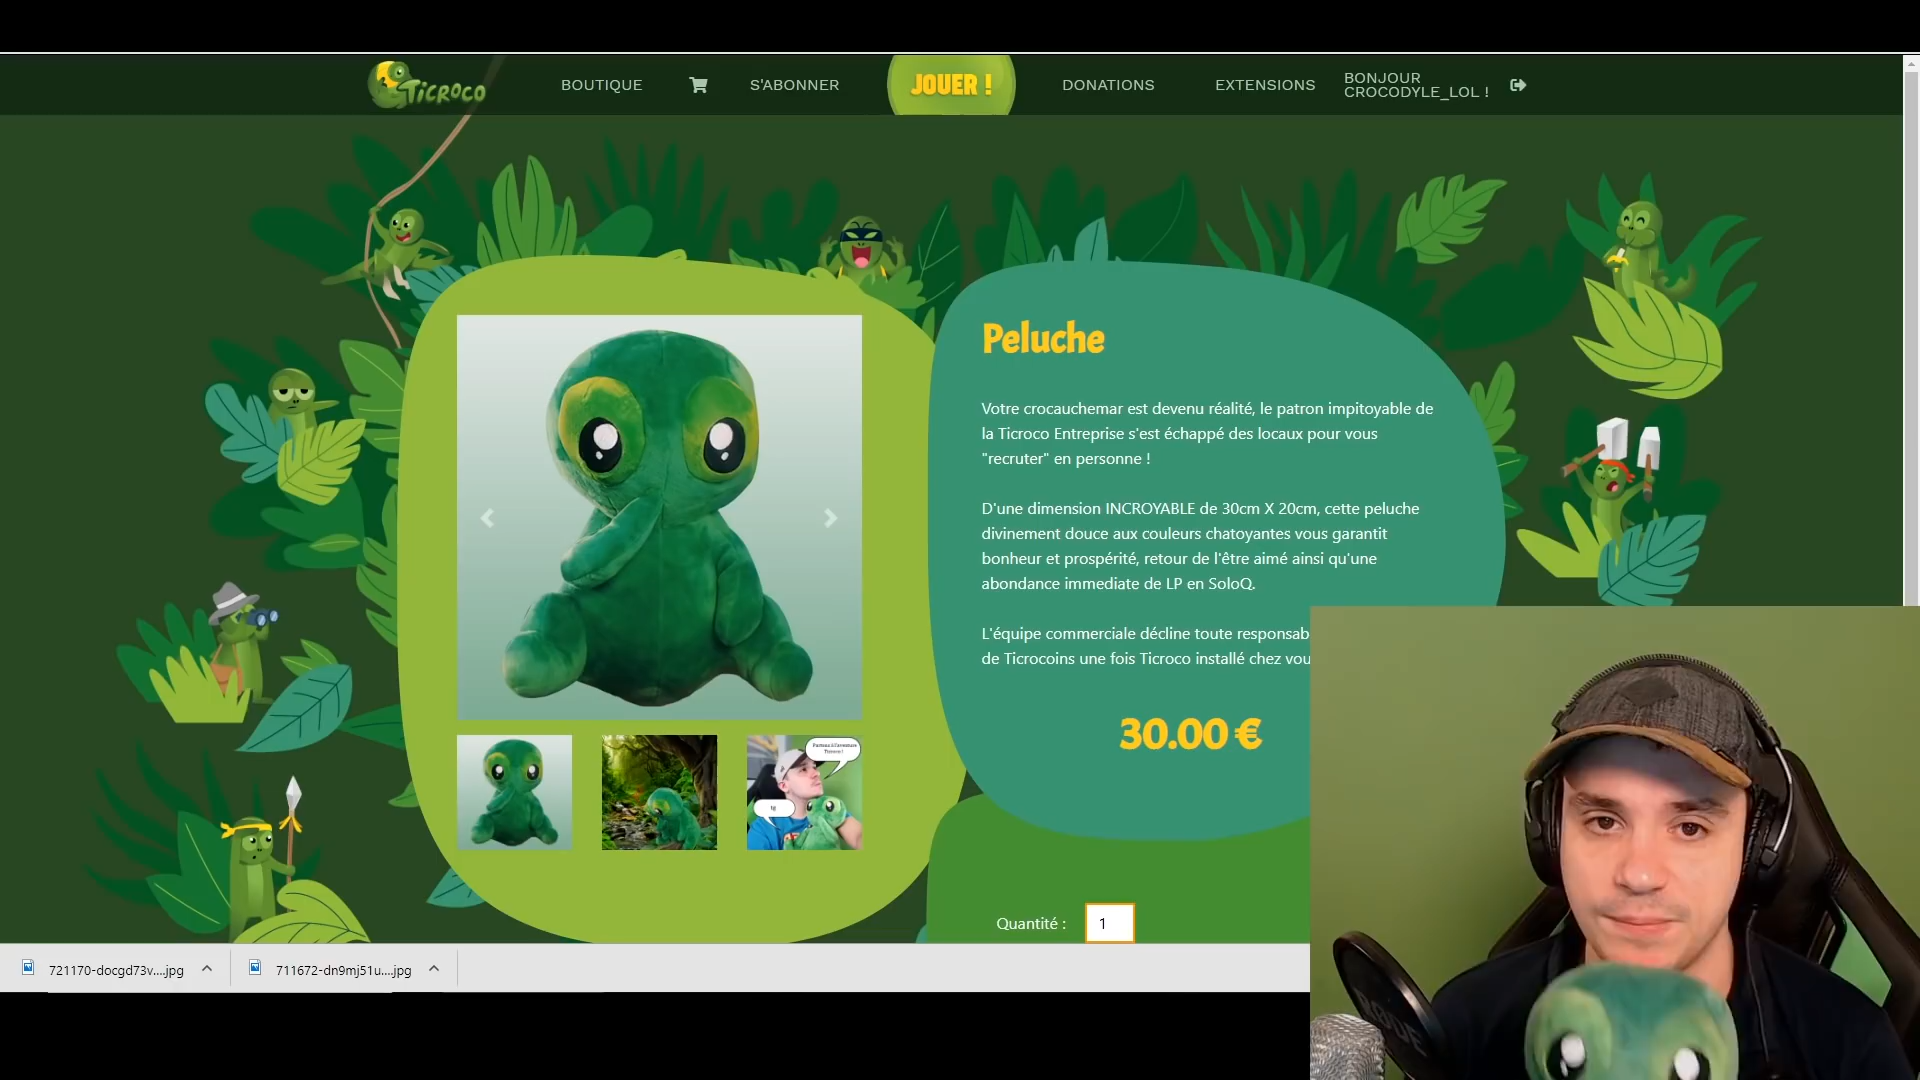 Ticroco
BOUTIQUE
S'ABONNER
JOUER !
DONATIONS
EXTENSIONS
BONJOUR
CROCODYLE_LOL !
Peluche
Votre crocauchemar est devenu réalité, le patron impitoyable de
la Ticroco Entreprise s'est échappé des locaux pour vous
"recruter" en personne !
D'une dimension INCROYABLE de 30cm X 20cm, cette peluche
divinement douce aux couleurs chatoyantes vous garantit
bonheur et prospérité, retour de l'être aimé ainsi qu'une
abondance immediate de LP en SoloQ.
L'équipe commerciale décline toute responsab
de Ticrocoins une fois Ticroco installé chez vou
30.00 €
Quantité :
1
721170-docgd73v....jpg
711672-dn9mj51u....jpg